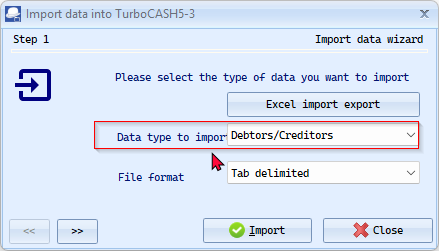 Import data into TurboCASH5-3
Step 1 Import data wizard
Please select the type of data you want to import
Excel import export
Data type to import Debtors/Creditors
File format Tab delimited
<< >> Import Close